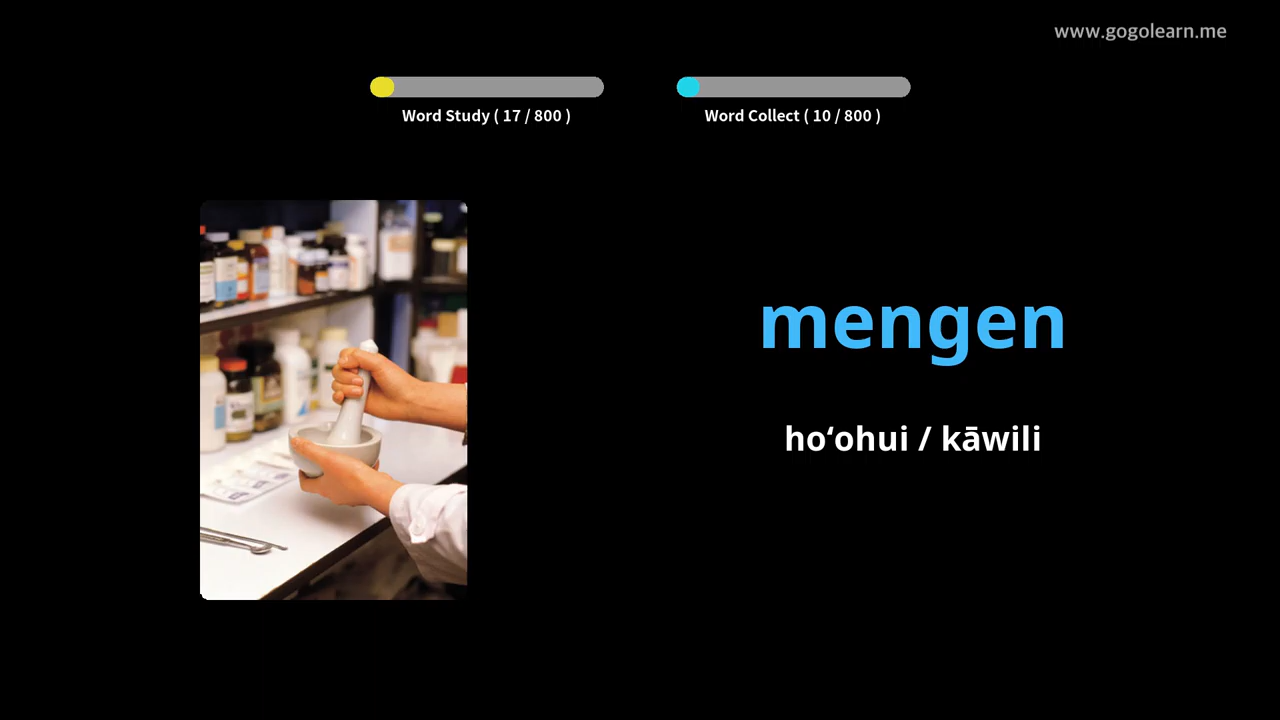 www.gogolearn.me
Word Study ( 17 / 800 )
Word Collect ( 10 / 800 )
mengen
hoʻohui / kāwili